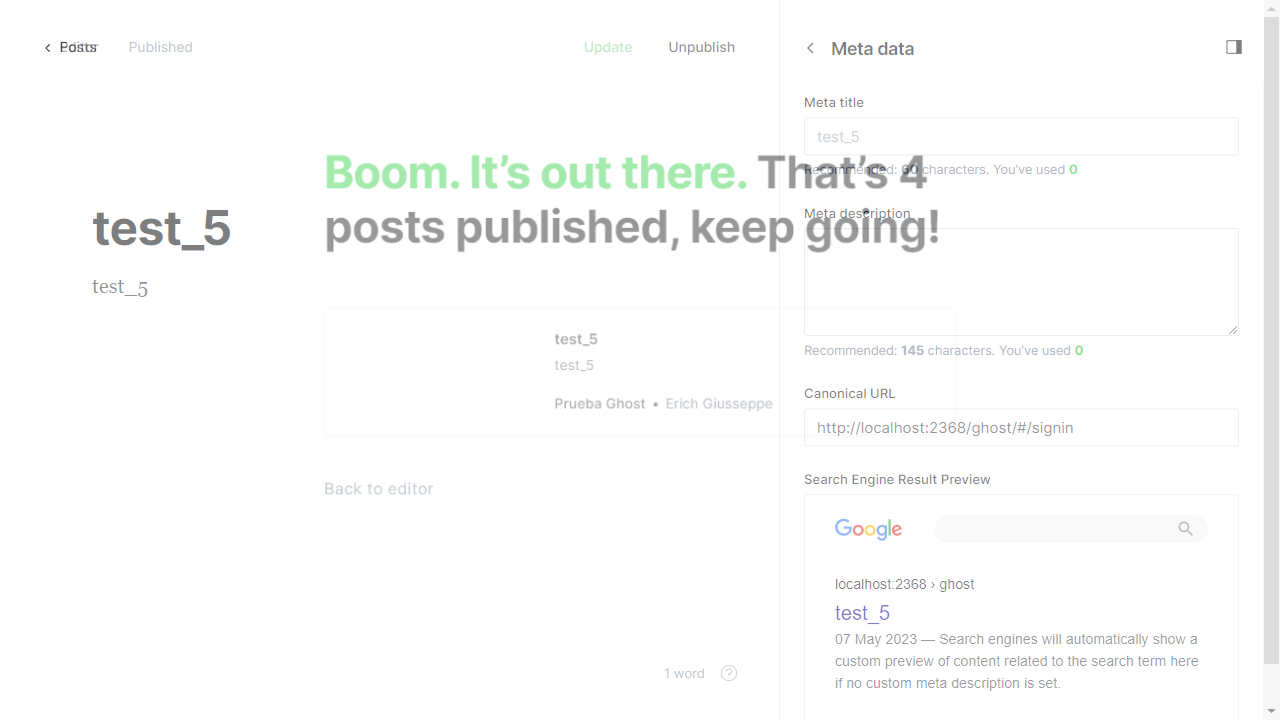 Posts
Editor
Published
Update
Unpublish
Meta data
Meta title
test_5
Recommended: 60 characters. You've used 0
Boom. It's out there. That's 4
posts published, keep going!
Meta description
test_5
test_5
test_5
test_5
Prueba Ghost • Erich Giusseppe
Back to editor
Recommended: 145 characters. You've used 0
Canonical URL
http://localhost:2368/ghost/#/signin
Search Engine Result Preview
Google
localhost:2368 › ghost
test_5
07 May 2023 — Search engines will automatically show a
custom preview of content related to the search term here
if no custom meta description is set.
1 word
?